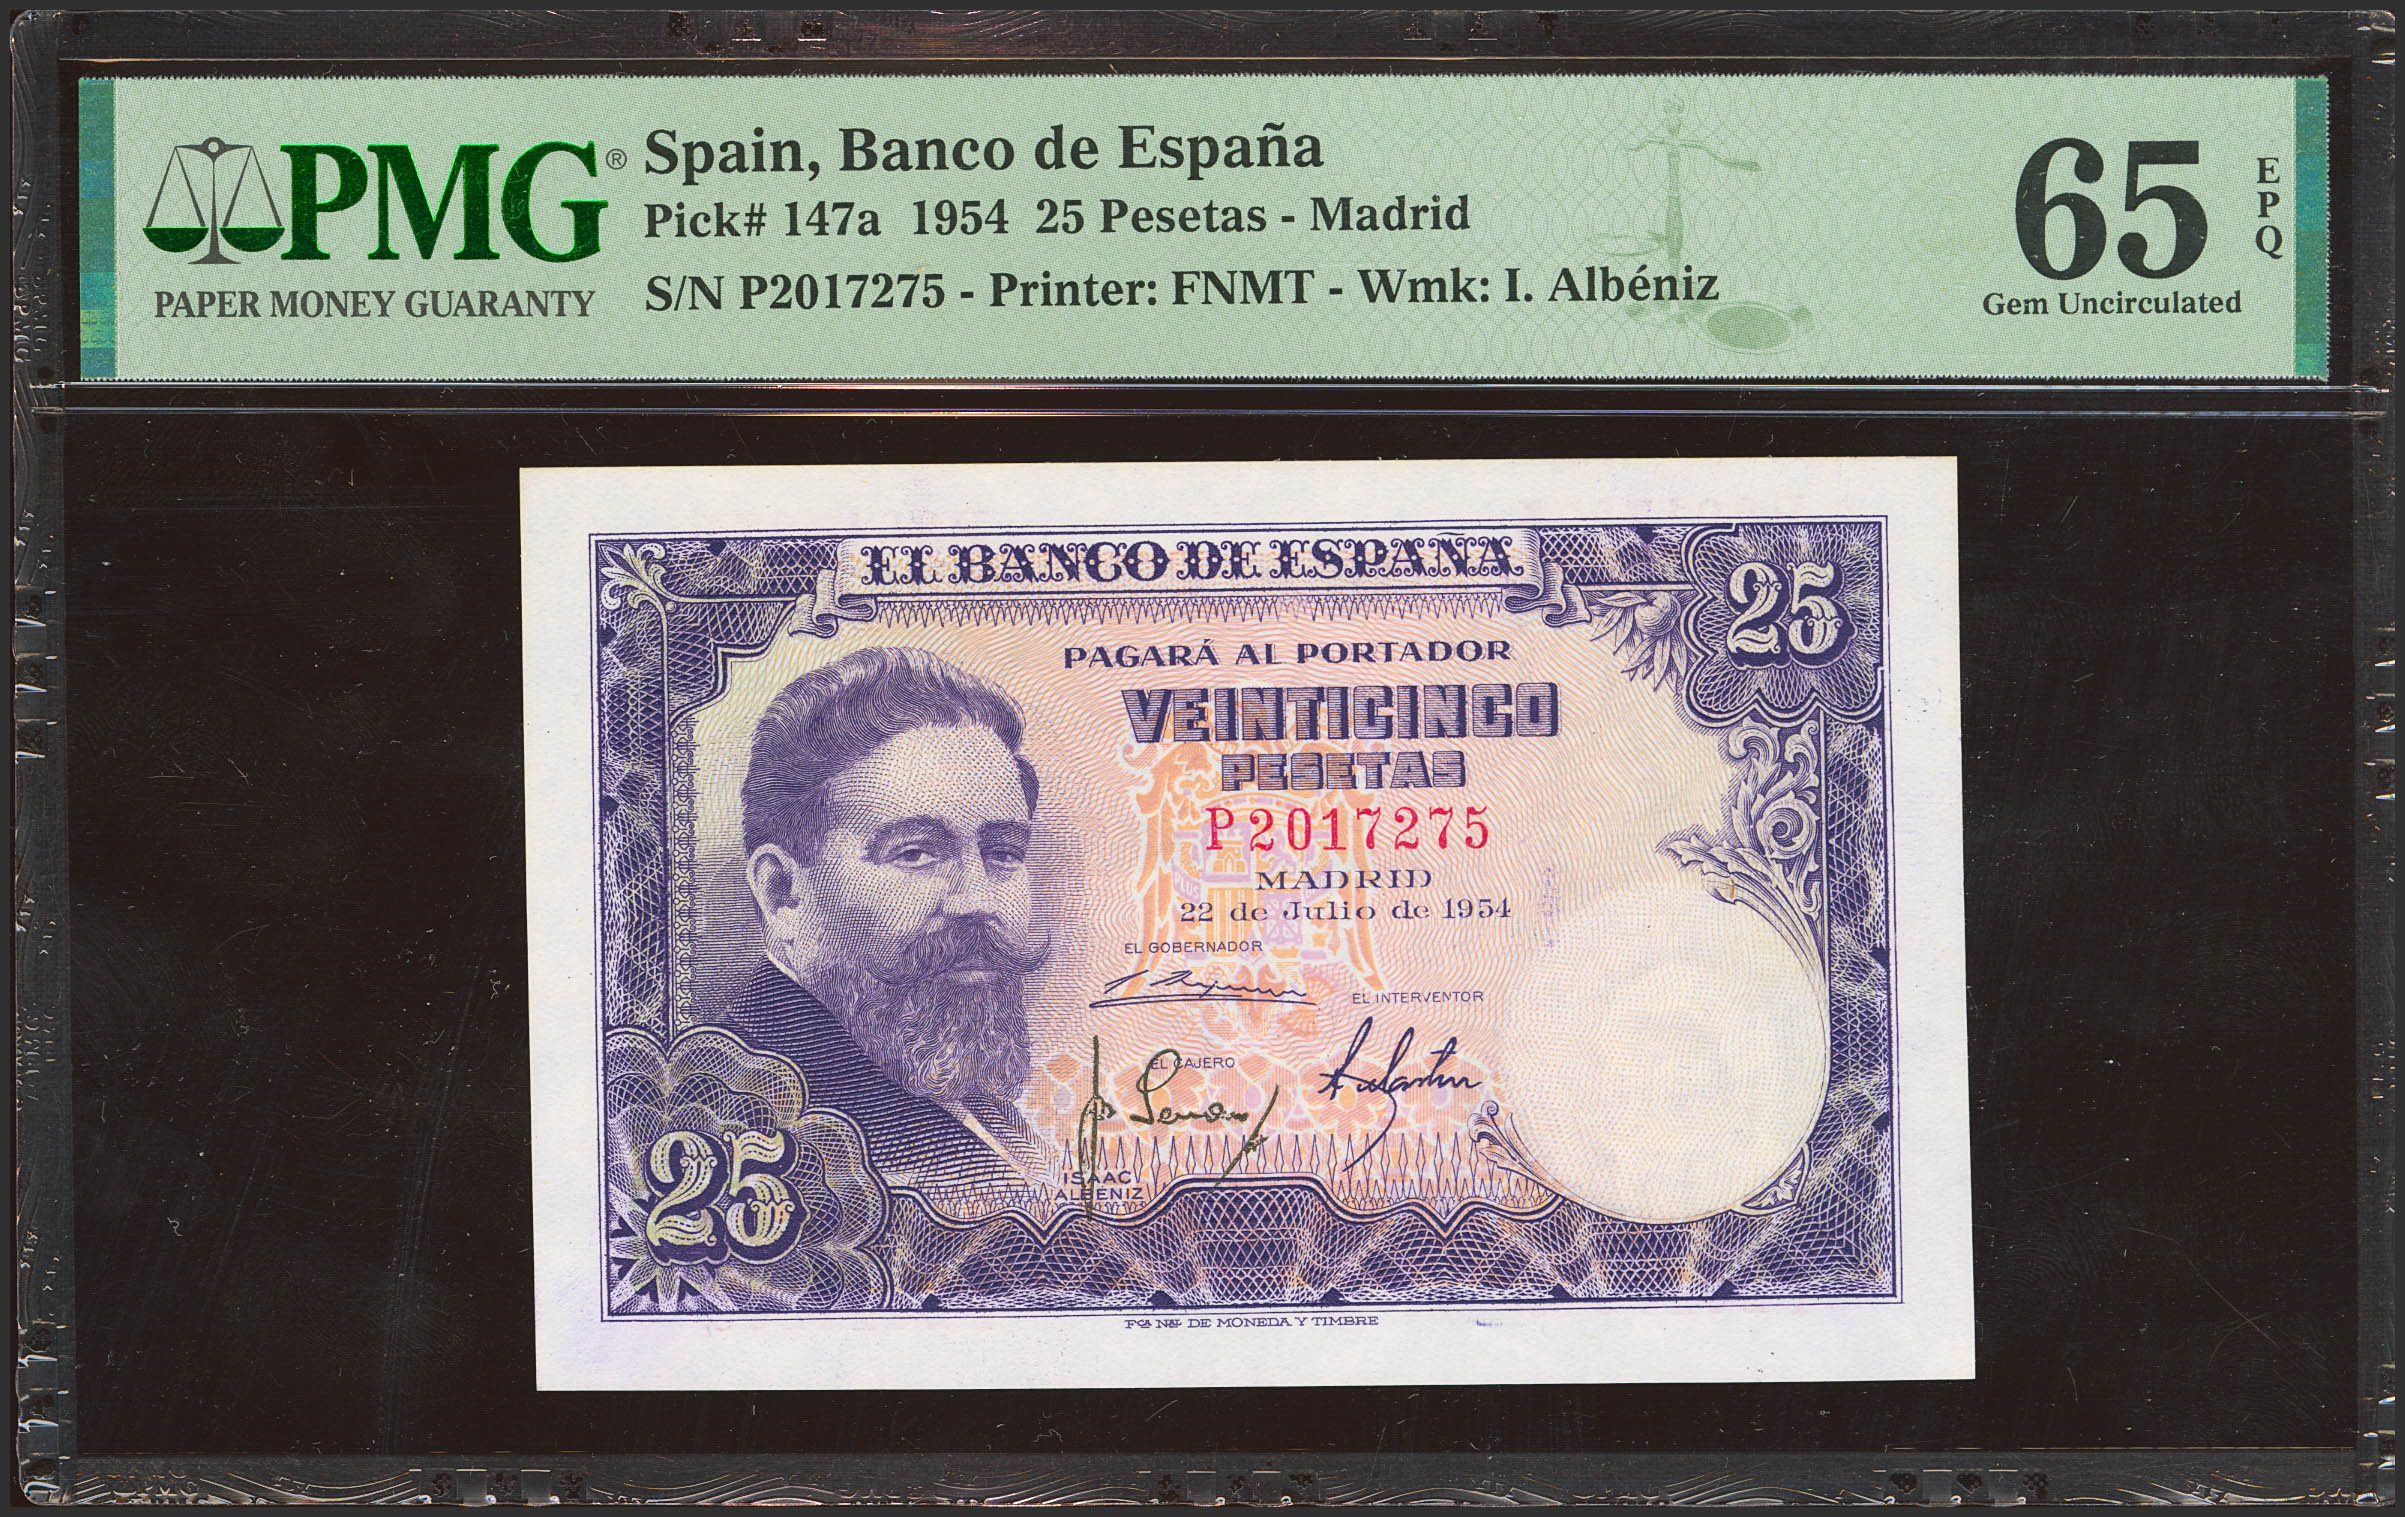 PMG®
PAPER MONEY GUARANTY
Spain, Banco de España
Pick# 147a 1954 25 Pesetas - Madrid
S/N P2017275 - Printer: FNMT - Wmk: I. Albéniz
65
EPQ
Gem Uncirculated
EL BANCO DE ESPAÑA
25
PAGARÁ AL PORTADOR
VEINTICINCO
PESETAS
P2017275
MADRID
22 de Julio de 1954
EL GOBERNADOR
EL INTERVENTOR
EL CAJERO
ISAAC
ALBENIZ
25
FCA NAL DE MONEDA Y TIMBRE